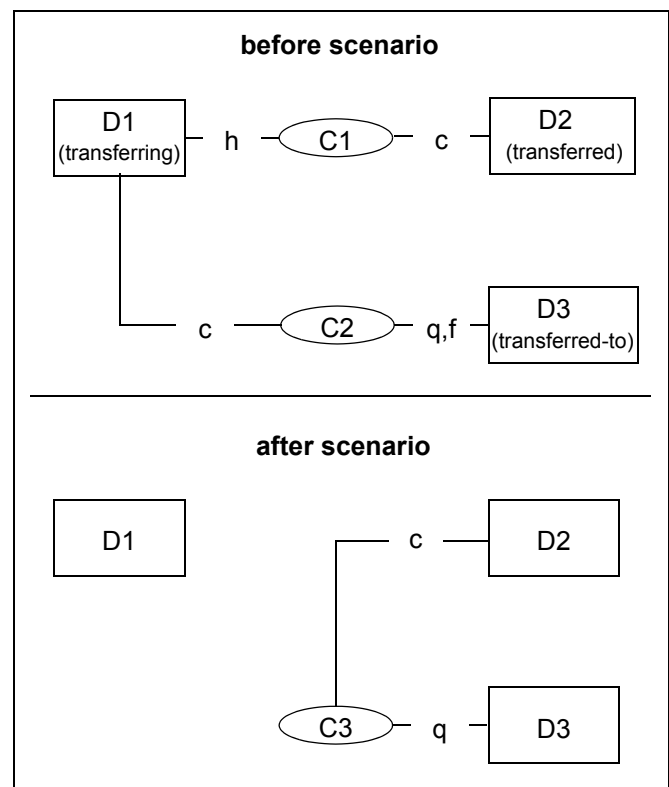 before scenario
D1
(transferring)
h
C1
c
D2
(transferred)
c
C2
q,f
D3
(transferred-to)
after scenario
D1
c
D2
C3
q
D3